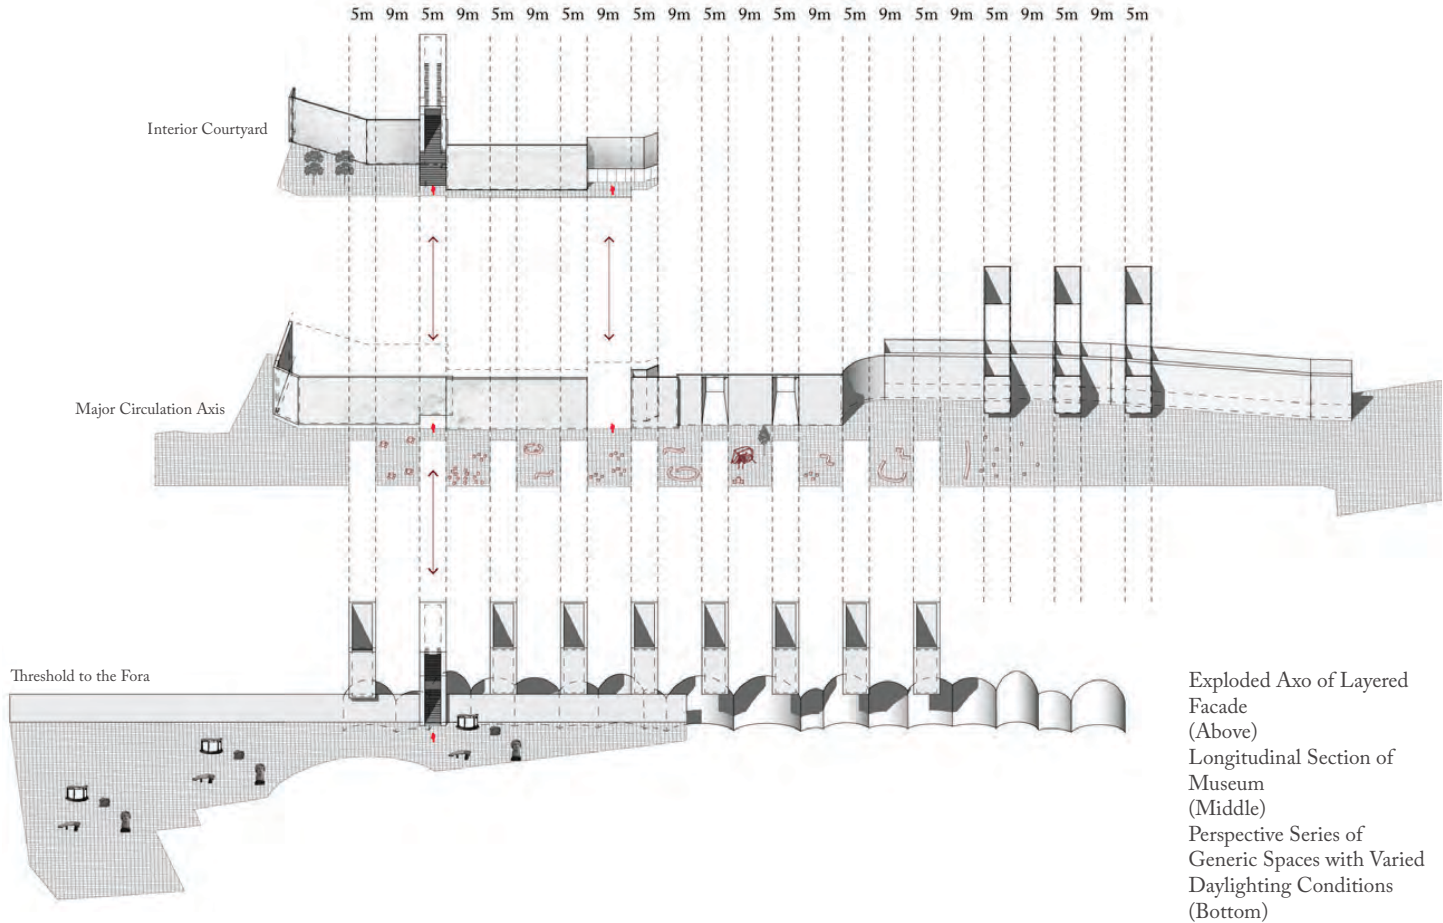 5m 9m 5m 9m 5m 9m 5m 9m 5m 9m 5m 9m 5m 9m 5m 9m 5m 9m 5m 9m 5m 9m 5m
Interior Courtyard
Major Circulation Axis
Threshold to the Fora
Exploded Axo of Layered
Facade
(Above)
Longitudinal Section of
Museum
(Middle)
Perspective Series of
Generic Spaces with Varied
Daylighting Conditions
(Bottom)